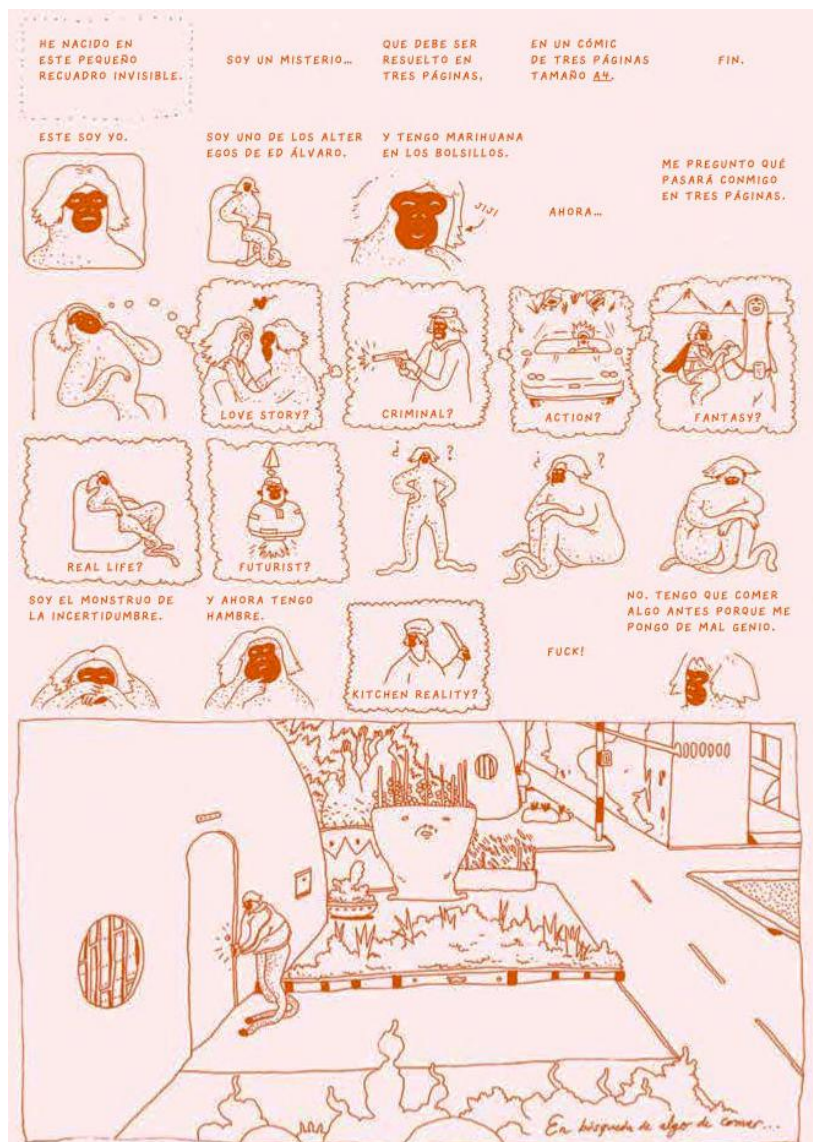 HE NACIDO EN
ESTE PEQUEÑO
RECUADRO INVISIBLE.
SOY UN MISTERIO...
QUE DEBE SER
RESUELTO EN
TRES PÁGINAS,
EN UN CÓMIC
DE TRES PÁGINAS
TAMAÑO A4.
FIN.
ESTE SOY YO.
SOY UNO DE LOS ALTER
EGOS DE ED ÁLVARO.
Y TENGO MARIHUANA
EN LOS BOLSILLOS.
JIJI
AHORA...
ME PREGUNTO QUÉ
PASARÁ CONMIGO
EN TRES PÁGINAS.
LOVE STORY?
CRIMINAL?
ACTION?
FANTASY?
REAL LIFE?
FUTURIST?
¿ ?
¿ ?
SOY EL MONSTRUO DE
LA INCERTIDUMBRE.
Y AHORA TENGO
HAMBRE.
KITCHEN REALITY?
FUCK!
NO. TENGO QUE COMER
ALGO ANTES PORQUE ME
PONGO DE MAL GENIO.
En búsqueda de algo de comer...